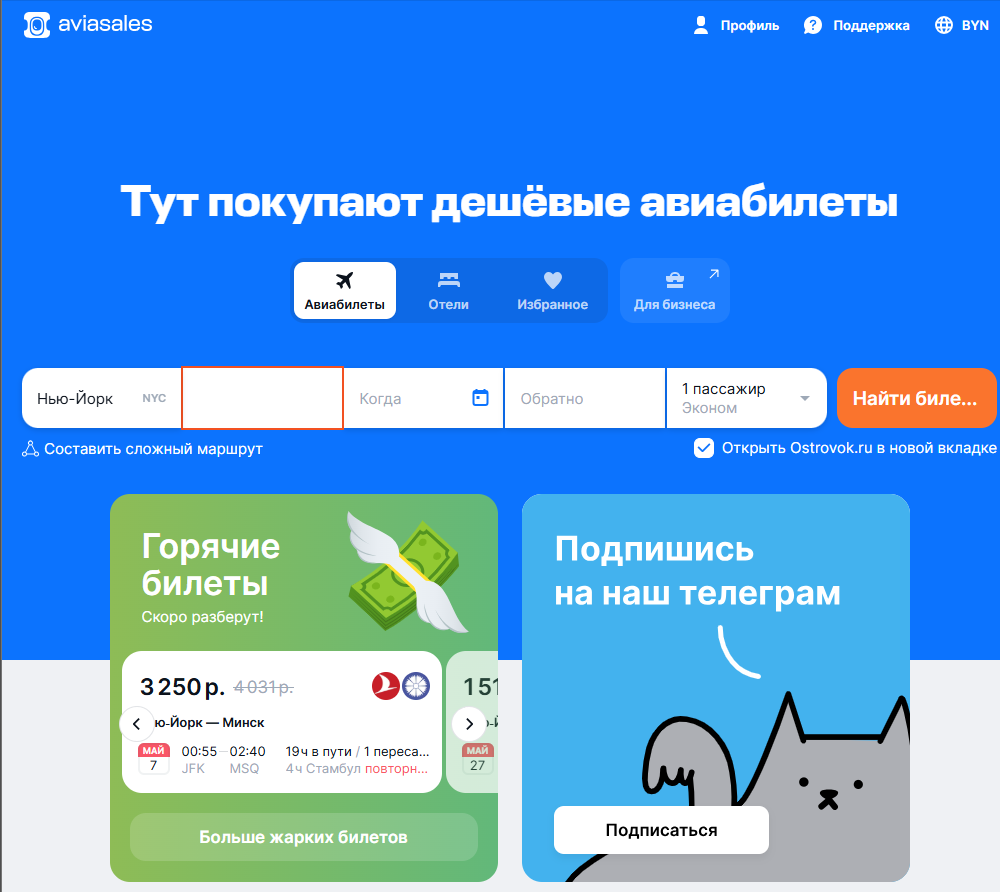 aviasales
Профиль
Поддержка
BYN
Тут покупают дешёвые авиабилеты
Авиабилеты
Отели
Избранное
Для бизнеса
Нью-Йорк NYC
Когда
Обратно
1 пассажир
Эконом
Найти биле...
Составить сложный маршрут
Открыть Ostrovok.ru в новой вкладке
Горячие
билеты
Скоро разберут!
3 250 р. 4 031 р.
ю-Йорк — Минск
МАЙ
7
00:55 — 02:40
JFK MSQ
19ч в пути / 1 переса...
4ч Стамбул повторн...
151
МАЙ
27
Больше жарких билетов
Подпишись
на наш телеграм
Подписаться